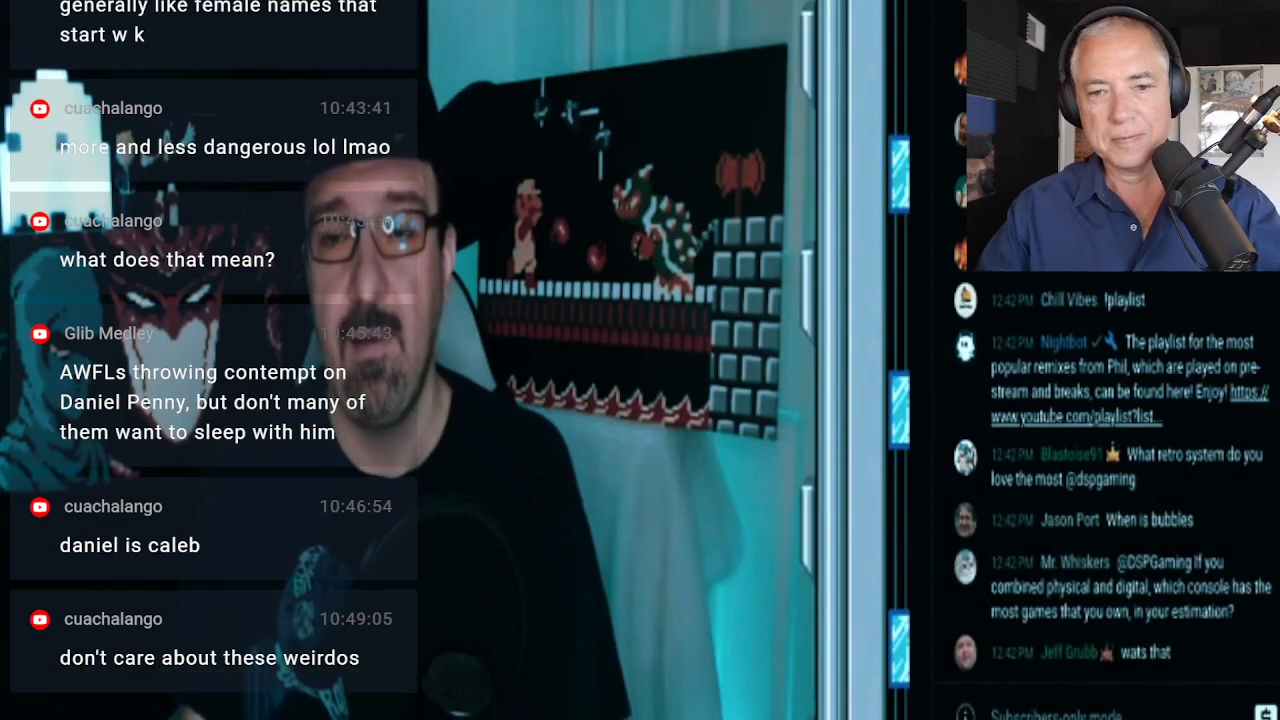 generally like female names that
start w k
cuachalango 10:43:41
more and less dangerous lol lmao
cuachalango
what does that mean?
Glib Medley 10:45:43
AWFLs throwing contempt on
Daniel Penny, but don't many of
them want to sleep with him
cuachalango 10:46:54
daniel is caleb
cuachalango 10:49:05
don't care about these weirdos
12:42 PM Chill Vibes !playlist
12:42 PM Nightbot The playlist for the most
popular remixes from Phil, which are played on pre-
stream and breaks, can be found here! Enjoy! https://
www.youtube.com/playlist?list...
12:42 PM Blastoise91 What retro system do you
love the most @dspgaming
12:42 PM Jason Port When is bubbles
12:42 PM Mr. Whiskers @DSPGaming If you
combined physical and digital, which console has the
most games that you own, in your estimation?
12:42 PM Jeff Grubb wats that
Subscribers-only mode